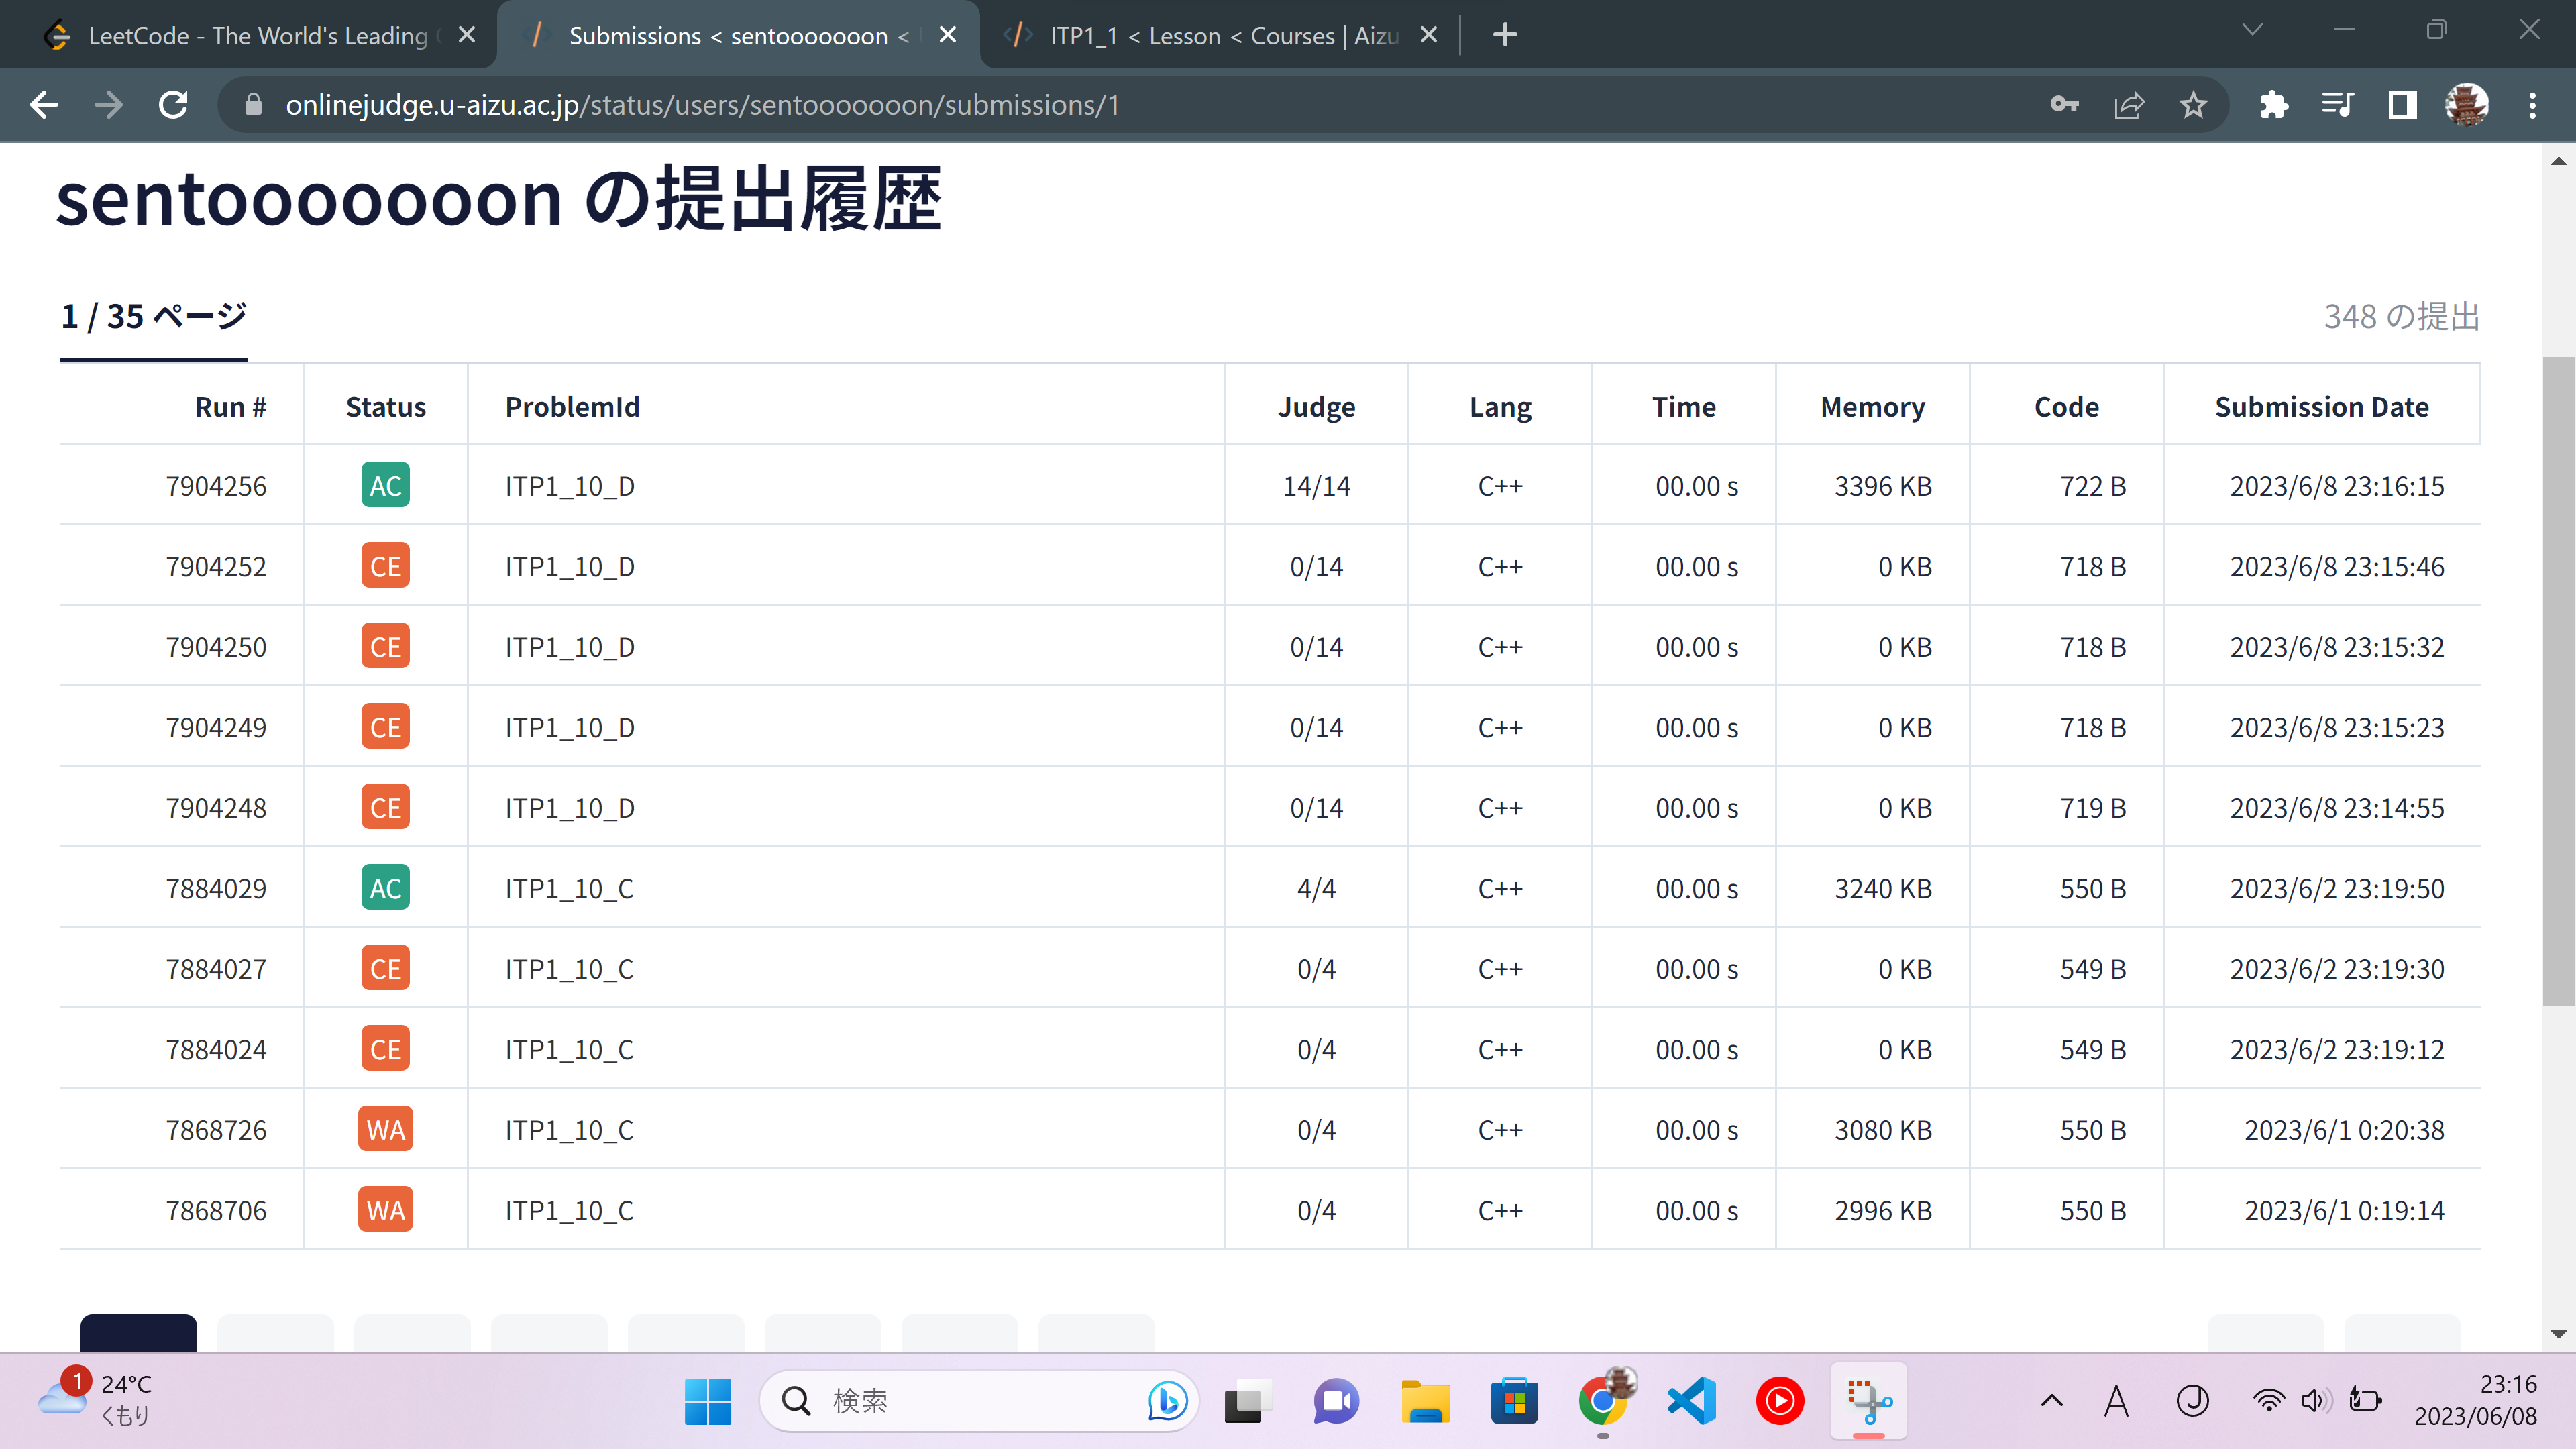 LeetCode - The World's Leading
Submissions < sentooooooon <
ITP1_1 < Lesson < Courses | Aizu
onlinejudge.u-aizu.ac.jp/status/users/sentooooooon/submissions/1
sentooooooon の提出履歴
1 / 35 ページ
348 の提出
Run # Status ProblemId Judge Lang Time Memory Code Submission Date
7904256 AC ITP1_10_D 14/14 C++ 00.00 s 3396 KB 722 B 2023/6/8 23:16:15
7904252 CE ITP1_10_D 0/14 C++ 00.00 s 0 KB 718 B 2023/6/8 23:15:46
7904250 CE ITP1_10_D 0/14 C++ 00.00 s 0 KB 718 B 2023/6/8 23:15:32
7904249 CE ITP1_10_D 0/14 C++ 00.00 s 0 KB 718 B 2023/6/8 23:15:23
7904248 CE ITP1_10_D 0/14 C++ 00.00 s 0 KB 719 B 2023/6/8 23:14:55
7884029 AC ITP1_10_C 4/4 C++ 00.00 s 3240 KB 550 B 2023/6/2 23:19:50
7884027 CE ITP1_10_C 0/4 C++ 00.00 s 0 KB 549 B 2023/6/2 23:19:30
7884024 CE ITP1_10_C 0/4 C++ 00.00 s 0 KB 549 B 2023/6/2 23:19:12
7868726 WA ITP1_10_C 0/4 C++ 00.00 s 3080 KB 550 B 2023/6/1 0:20:38
7868706 WA ITP1_10_C 0/4 C++ 00.00 s 2996 KB 550 B 2023/6/1 0:19:14
1
24°C
くもり
検索
A
J
23:16
2023/06/08